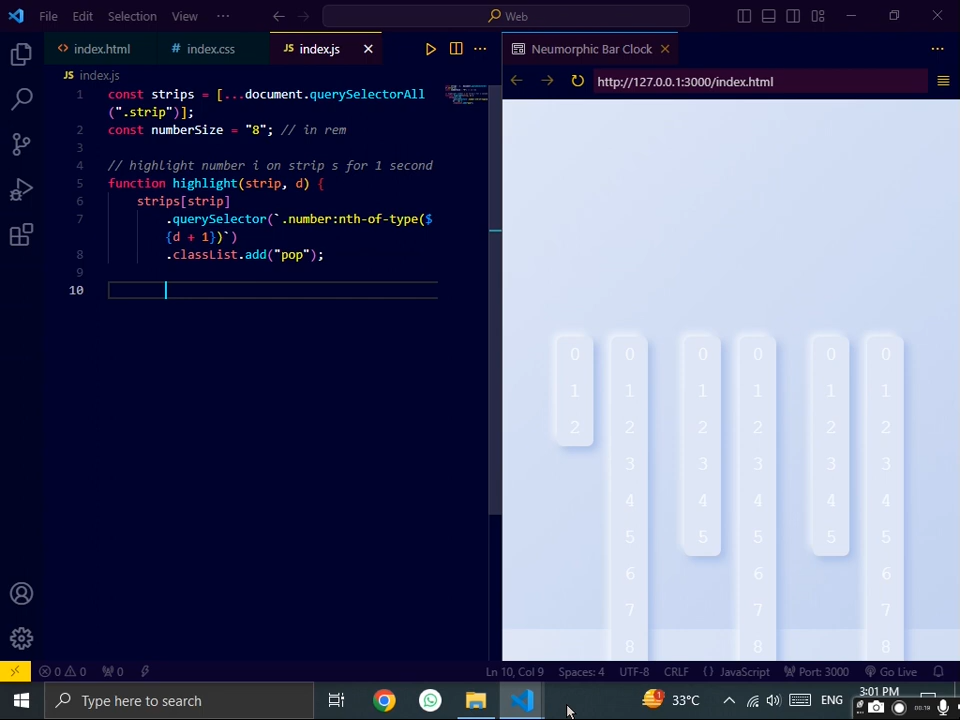 File Edit Selection View ··· Web
index.html index.css JS index.js
JS index.js
1 const strips = [...document.querySelectorAll
(".strip")];
2 const numberSize = "8"; // in rem
3
4 // highlight number i on strip s for 1 second
5 function highlight(strip, d) {
6 strips[strip]
7 .querySelector(`.number:nth-of-type($
{d + 1})`)
8 .classList.add("pop");
9
10
Neumorphic Bar Clock
http://127.0.0.1:3000/index.html
0 0 0 0 0 0
1 1 1 1 1 1
2 2 2 2 2 2
3 3 3 3 3
4 4 4 4 4
5 5 5 5 5
6 6 6
7 7 7
8 8 8
0 0 0 Ln 10, Col 9 Spaces: 4 UTF-8 CRLF { } JavaScript Port: 3000 Go Live
Type here to search 33°C ENG 3:01 PM